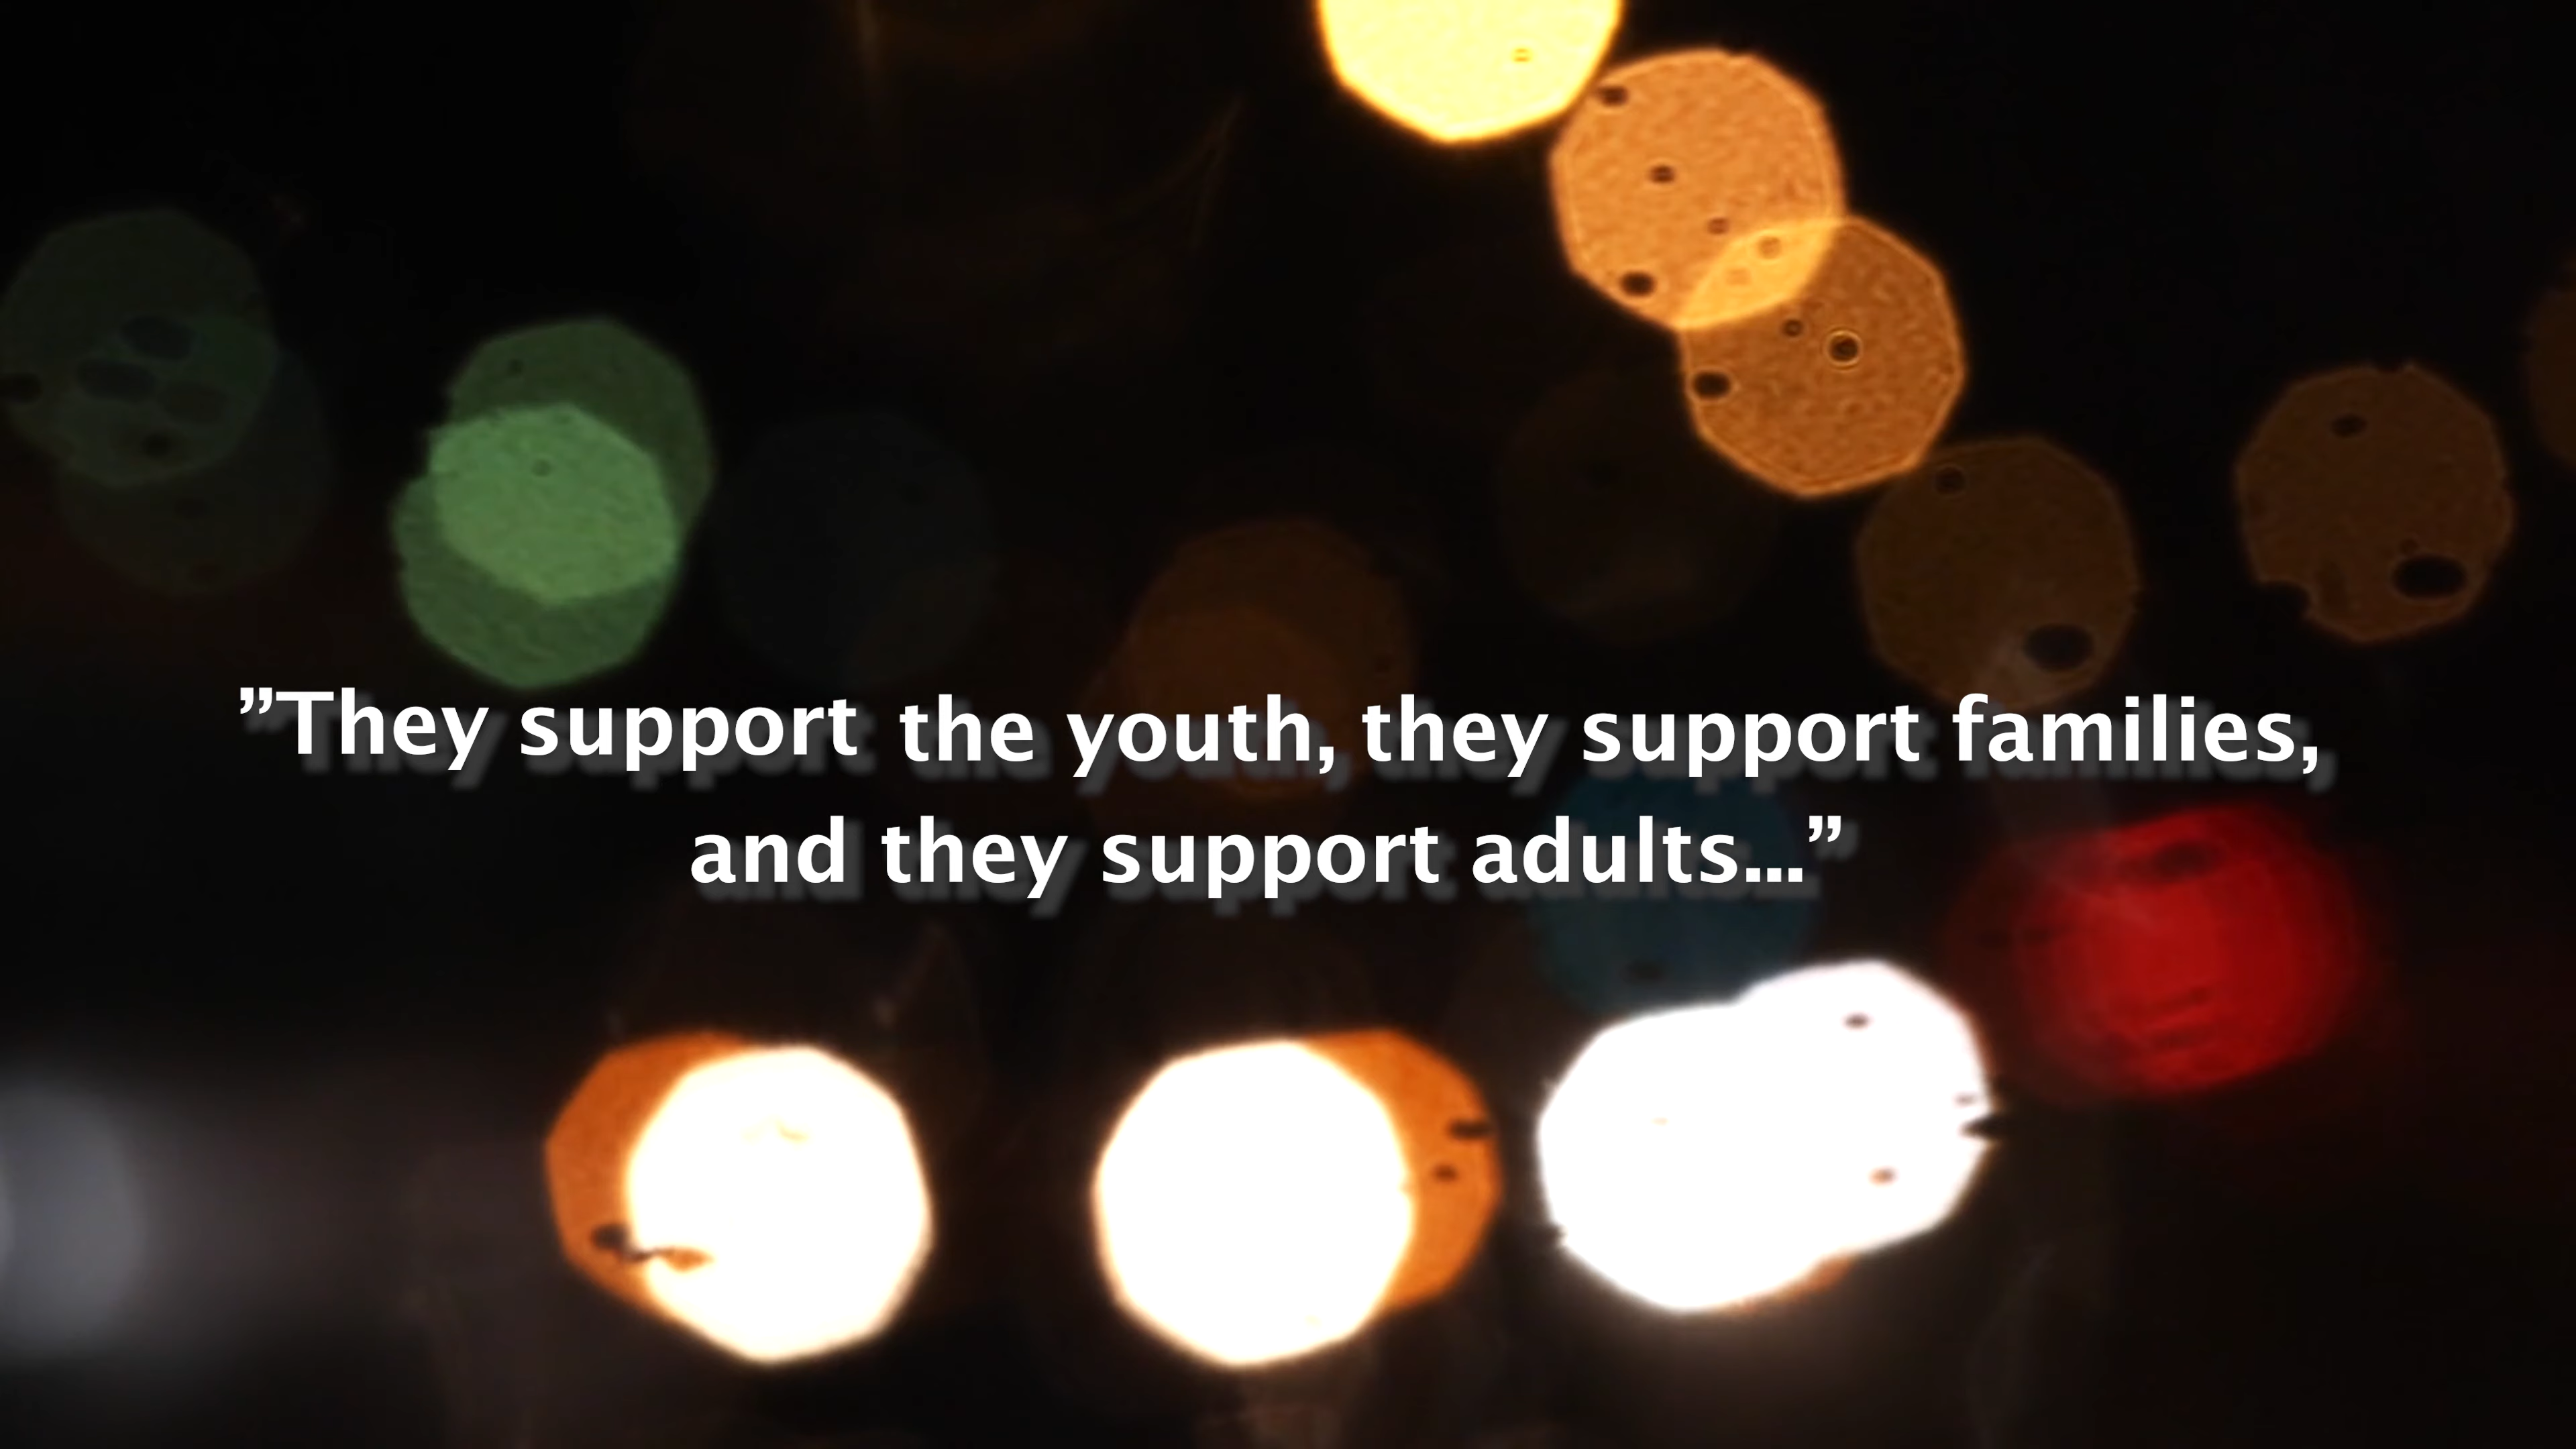 ”They support the youth, they support families,
and they support adults...”